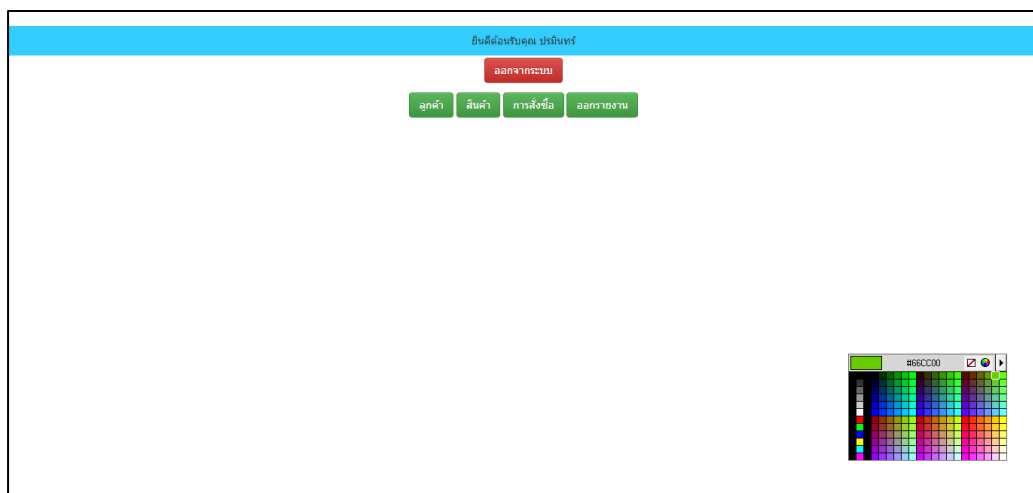 ยินดีต้อนรับคุณ ปรมินทร์
ออกจากระบบ
ลูกค้า สินค้า การสั่งซื้อ ออกรายงาน
#66CC00